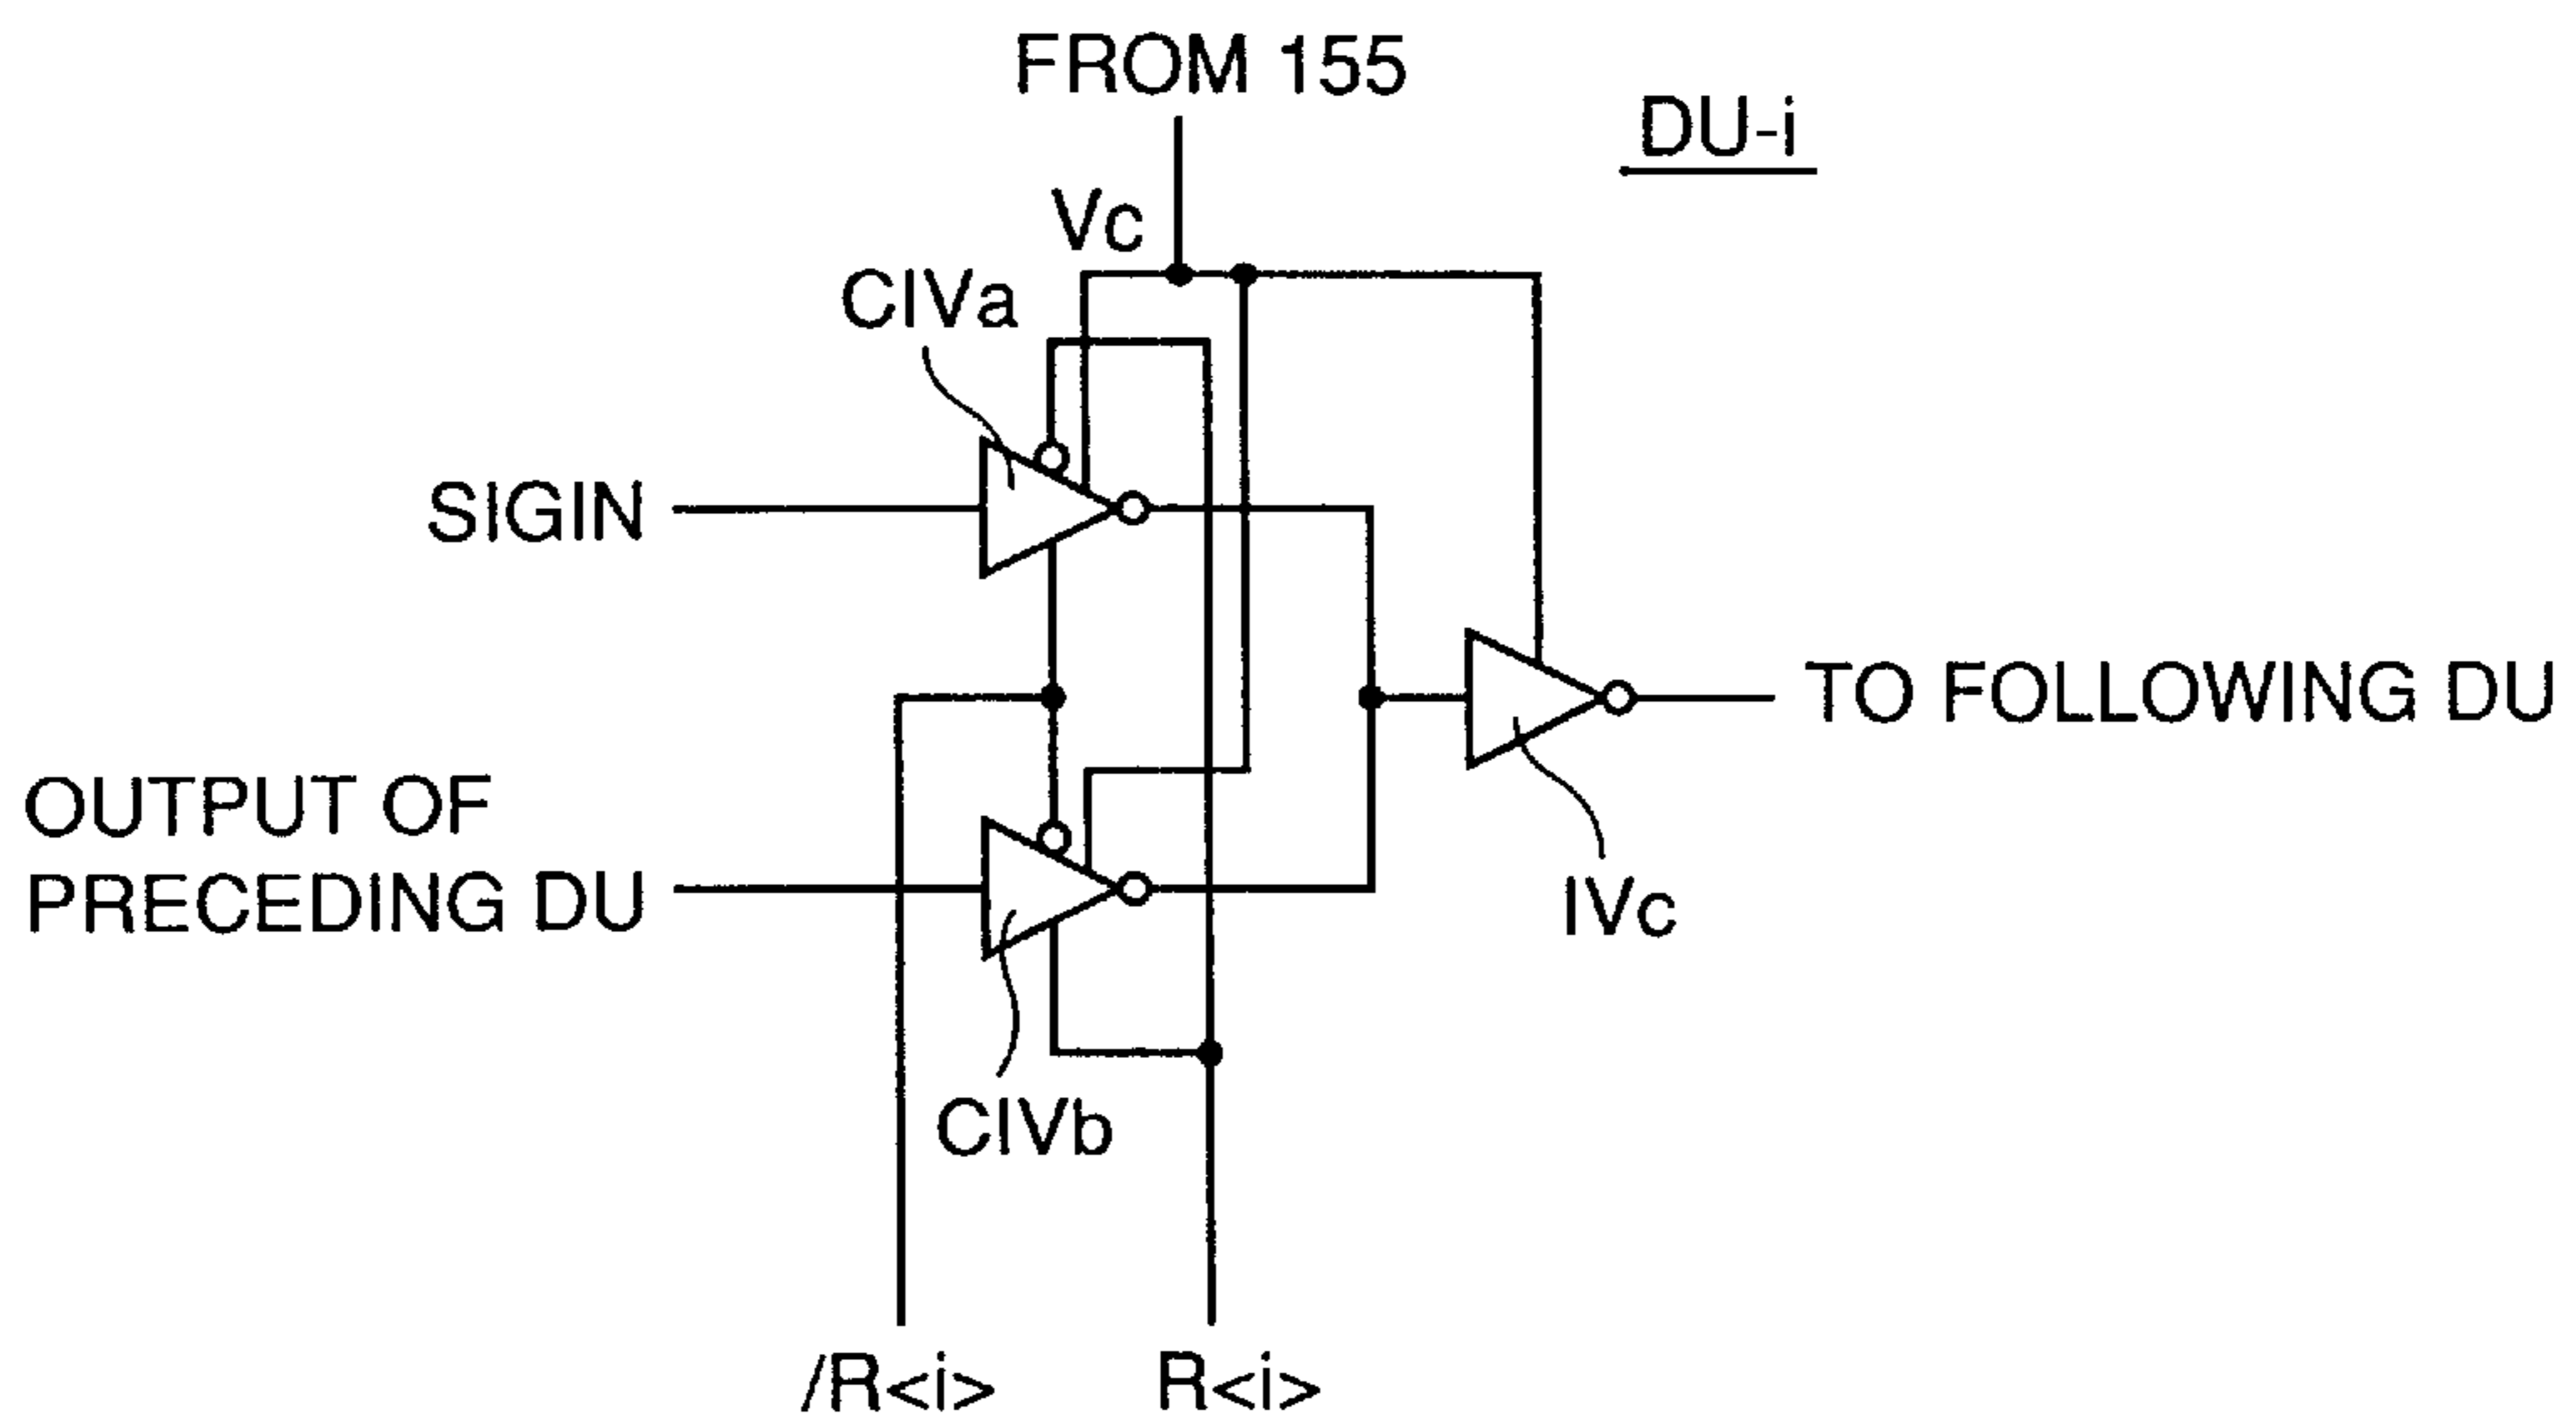 FROM 155
DU-i
Vc
CIVa
SIGIN
TO FOLLOWING DU
OUTPUT OF
PRECEDING DU
IVc
CIVb
/R<i>
R<i>